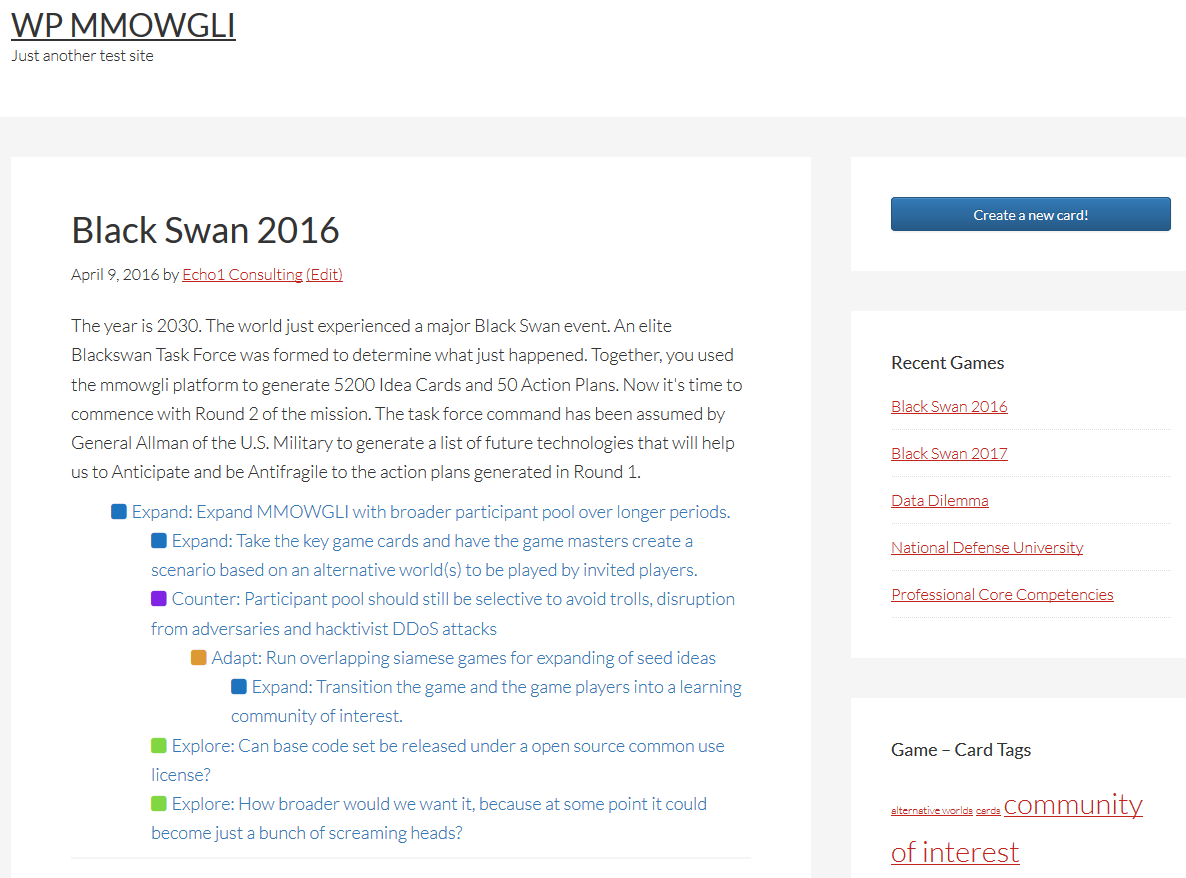 WP MMOWGLI
Just another test site
Black Swan 2016
April 9, 2016 by Echo1 Consulting (Edit)
The year is 2030. The world just experienced a major Black Swan event. An elite
Blackswan Task Force was formed to determine what just happened. Together, you used
the mmowgli platform to generate 5200 Idea Cards and 50 Action Plans. Now it's time to
commence with Round 2 of the mission. The task force command has been assumed by
General Allman of the U.S. Military to generate a list of future technologies that will help
us to Anticipate and be Antifragile to the action plans generated in Round 1.
Expand: Expand MMOWGLI with broader participant pool over longer periods.
Expand: Take the key game cards and have the game masters create a
scenario based on an alternative world(s) to be played by invited players.
Counter: Participant pool should still be selective to avoid trolls, disruption
from adversaries and hacktivist DDoS attacks
Adapt: Run overlapping siamese games for expanding of seed ideas
Expand: Transition the game and the game players into a learning
community of interest.
Explore: Can base code set be released under a open source common use
license?
Explore: How broader would we want it, because at some point it could
become just a bunch of screaming heads?
Create a new card!
Recent Games
Black Swan 2016
Black Swan 2017
Data Dilemma
National Defense University
Professional Core Competencies
Game – Card Tags
alternative worlds cards community
of interest